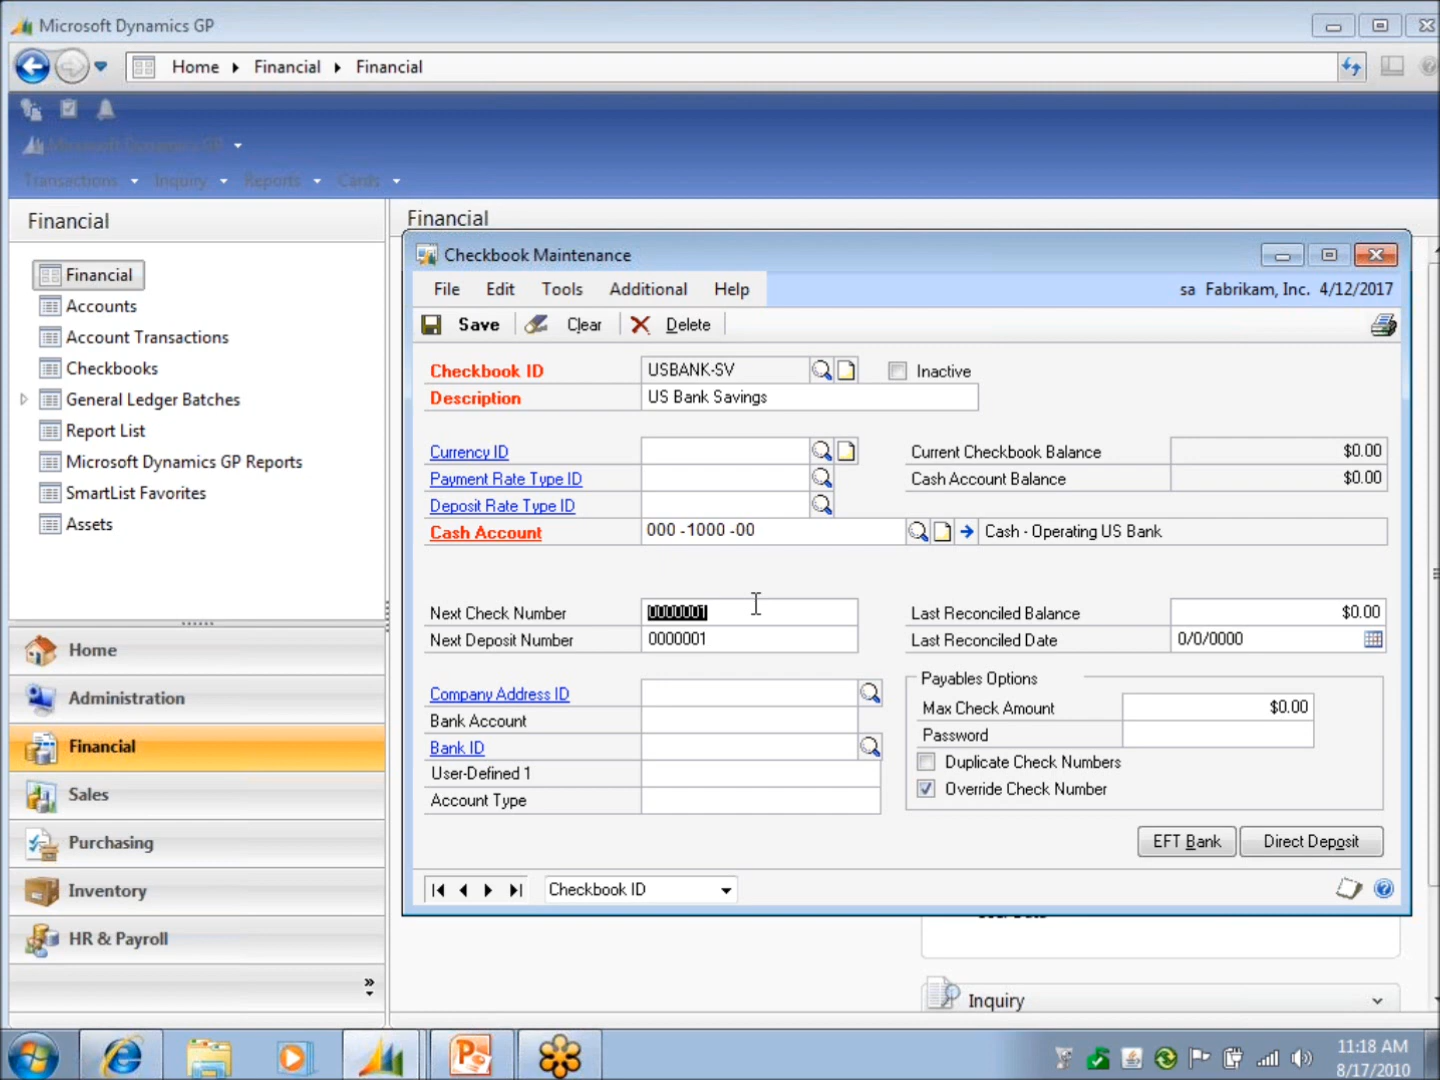 Microsoft Dynamics GP
Home Financial Financial
Microsoft Dynamics GP
Transactions Inquiry Reports Cards
Financial
Financial
Accounts
Account Transactions
Checkbooks
General Ledger Batches
Report List
Microsoft Dynamics GP Reports
SmartList Favorites
Assets
Home
Administration
Financial
Sales
Purchasing
Inventory
HR & Payroll
Financial
Checkbook Maintenance
File Edit Tools Additional Help sa Fabrikam, Inc. 4/12/2017
Save Clear Delete
Checkbook ID USBANK-SV Inactive
Description US Bank Savings
Currency ID Current Checkbook Balance $0.00
Payment Rate Type ID Cash Account Balance $0.00
Deposit Rate Type ID
Cash Account 000 -1000 -00 Cash - Operating US Bank
Next Check Number 0000001 Last Reconciled Balance $0.00
Next Deposit Number 0000001 Last Reconciled Date 0/0/0000
Company Address ID Payables Options
Bank Account Max Check Amount $0.00
Bank ID Password
User-Defined 1 Duplicate Check Numbers
Account Type Override Check Number
EFT Bank Direct Deposit
Checkbook ID
Inquiry
11:18 AM
8/17/2010